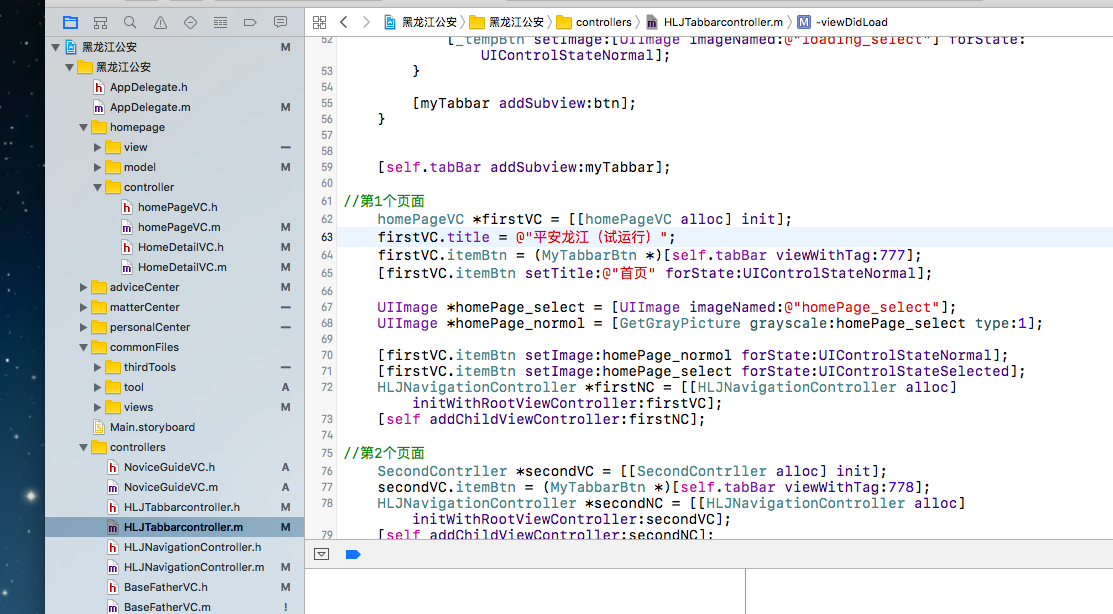 黑龙江公安 〉 黑龙江公安 〉 controllers 〉 HLJTabbarcontroller.m 〉 M -viewDidLoad
黑龙江公安 M
黑龙江公安
h AppDelegate.h
m AppDelegate.m M
homepage
view —
model M
controller
h homePageVC.h
m homePageVC.m M
h HomeDetailVC.h M
m HomeDetailVC.m M
adviceCenter M
matterCenter —
personalCenter —
commonFiles
thirdTools —
tool A
views M
Main.storyboard
controllers
h NoviceGuideVC.h A
m NoviceGuideVC.m A
h HLJTabbarcontroller.h M
m HLJTabbarcontroller.m M
h HLJNavigationController.h
m HLJNavigationController.m M
h BaseFatherVC.h M
m BaseFatherVC.m !
52 [_tempBtn setImage:[UIImage imageNamed:@"loading_select"] forState:
UIControlStateNormal];
53 }
54
55 [myTabbar addSubview:btn];
56 }
57
58
59 [self.tabBar addSubview:myTabbar];
60
61 //第1个页面
62 homePageVC *firstVC = [[homePageVC alloc] init];
63 firstVC.title = @"平安龙江（试运行）";
64 firstVC.itemBtn = (MyTabbarBtn *)[self.tabBar viewWithTag:777];
65 [firstVC.itemBtn setTitle:@"首页" forState:UIControlStateNormal];
66
67 UIImage *homePage_select = [UIImage imageNamed:@"homePage_select"];
68 UIImage *homePage_normol = [GetGrayPicture grayscale:homePage_select type:1];
69
70 [firstVC.itemBtn setImage:homePage_normol forState:UIControlStateNormal];
71 [firstVC.itemBtn setImage:homePage_select forState:UIControlStateSelected];
72 HLJNavigationController *firstNC = [[HLJNavigationController alloc]
initWithRootViewController:firstVC];
73 [self addChildViewController:firstNC];
74
75 //第2个页面
76 SecondContrller *secondVC = [[SecondContrller alloc] init];
77 secondVC.itemBtn = (MyTabbarBtn *)[self.tabBar viewWithTag:778];
78 HLJNavigationController *secondNC = [[HLJNavigationController alloc]
initWithRootViewController:secondVC];
79 [self addChildViewController:secondNC];